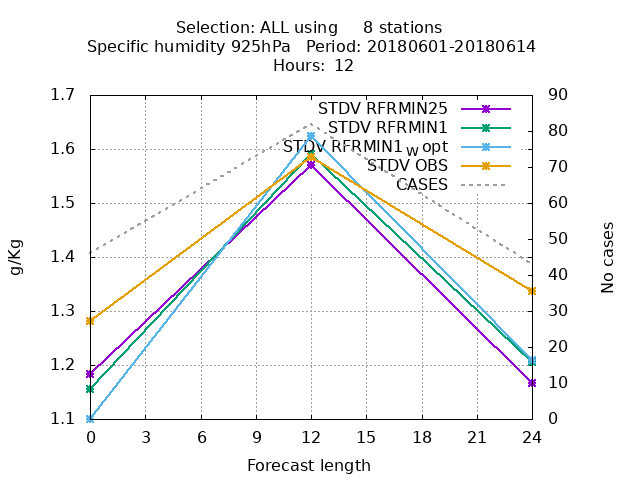 Selection: ALL using 8 stations
Specific humidity 925hPa Period: 20180601-20180614
Hours: 12
1.7
1.6
1.5
1.4
1.3
1.2
1.1
g/Kg
STDV RFRMIN25
STDV RFRMIN1
STDV RFRMIN1_W opt
STDV OBS
CASES
90
80
70
60
50
40
30
20
10
0
No cases
0 3 6 9 12 15 18 21 24
Forecast length